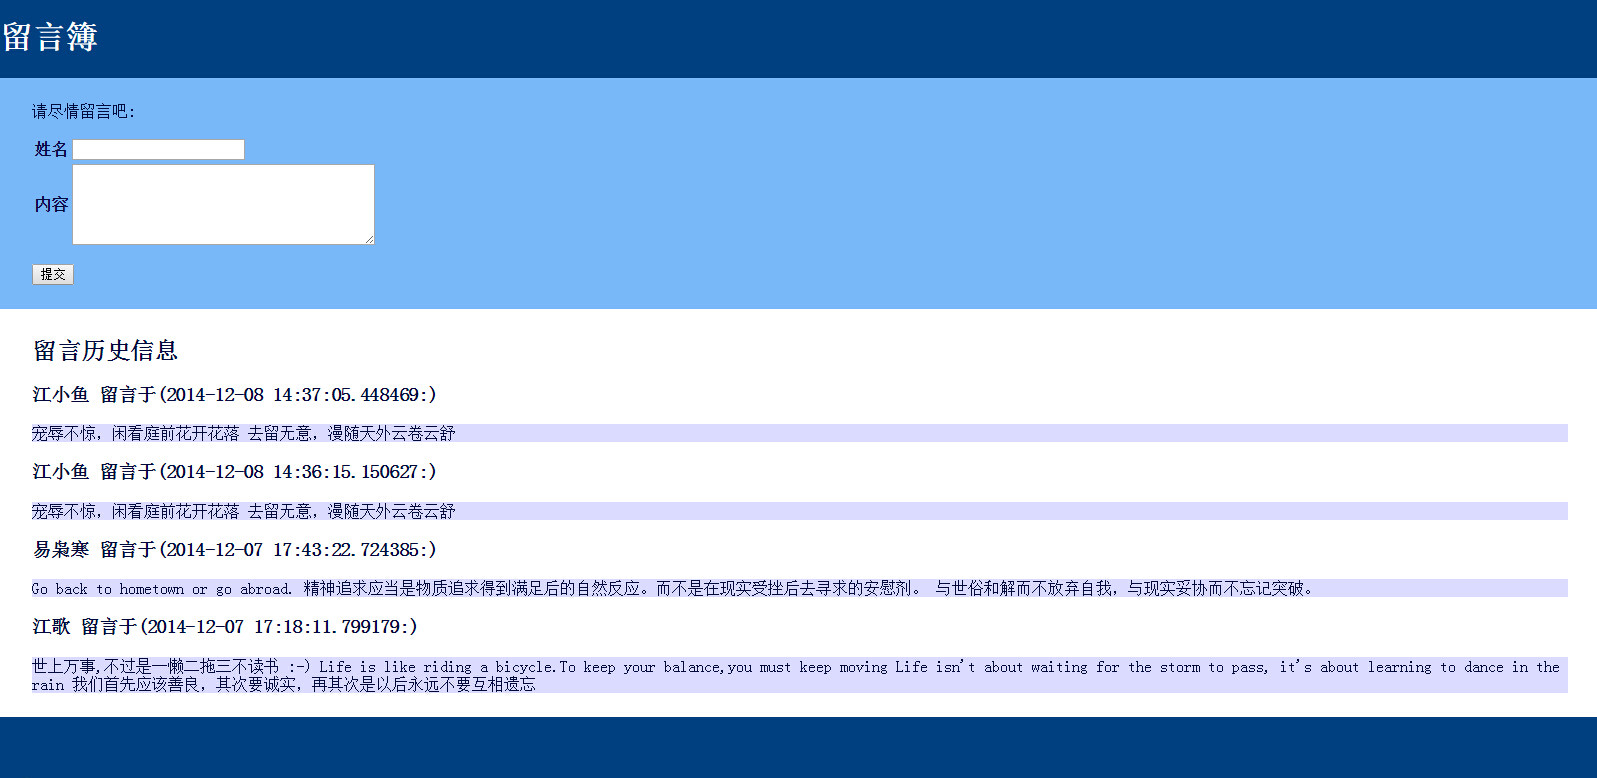 留言簿
请尽情留言吧:
姓名
内容
提交
留言历史信息
江小鱼 留言于(2014-12-08 14:37:05.448469:)
宠辱不惊，闲看庭前花开花落 去留无意，漫随天外云卷云舒
江小鱼 留言于(2014-12-08 14:36:15.150627:)
宠辱不惊，闲看庭前花开花落 去留无意，漫随天外云卷云舒
易枭寒 留言于(2014-12-07 17:43:22.724385:)
Go back to hometown or go abroad. 精神追求应当是物质追求得到满足后的自然反应。而不是在现实受挫后去寻求的安慰剂。 与世俗和解而不放弃自我，与现实妥协而不忘记突破。
江歌 留言于(2014-12-07 17:18:11.799179:)
世上万事,不过是一懒二拖三不读书 :-) Life is like riding a bicycle.To keep your balance,you must keep moving Life isn't about waiting for the storm to pass, it's about learning to dance in the
rain 我们首先应该善良，其次要诚实，再其次是以后永远不要互相遗忘